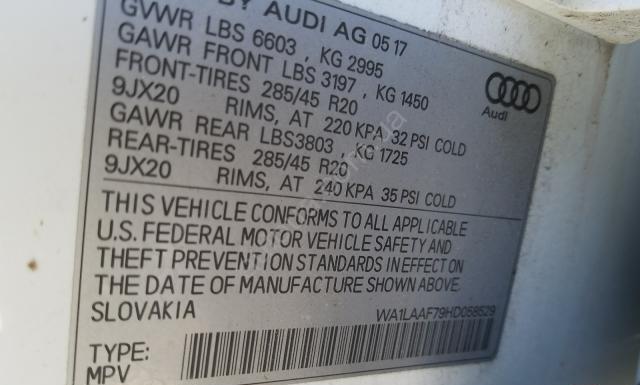 BY AUDI AG 05 17
GVWR LBS 6603 , KG 2995
GAWR FRONT LBS 3197 , KG 1450
FRONT-TIRES 285/45 R20
9JX20 RIMS, AT 220 KPA 32 PSI COLD
GAWR REAR LBS3803 , KG 1725
REAR-TIRES 285/45 R20
9JX20 RIMS, AT 240 KPA 35 PSI COLD
THIS VEHICLE CONFORMS TO ALL APPLICABLE
U.S. FEDERAL MOTOR VEHICLE SAFETY AND
THEFT PREVENTION STANDARDS IN EFFECT ON
THE DATE OF MANUFACTURE SHOWN ABOVE.
SLOVAKIA
WA1LAAF79HD058529
TYPE:
MPV
Audi